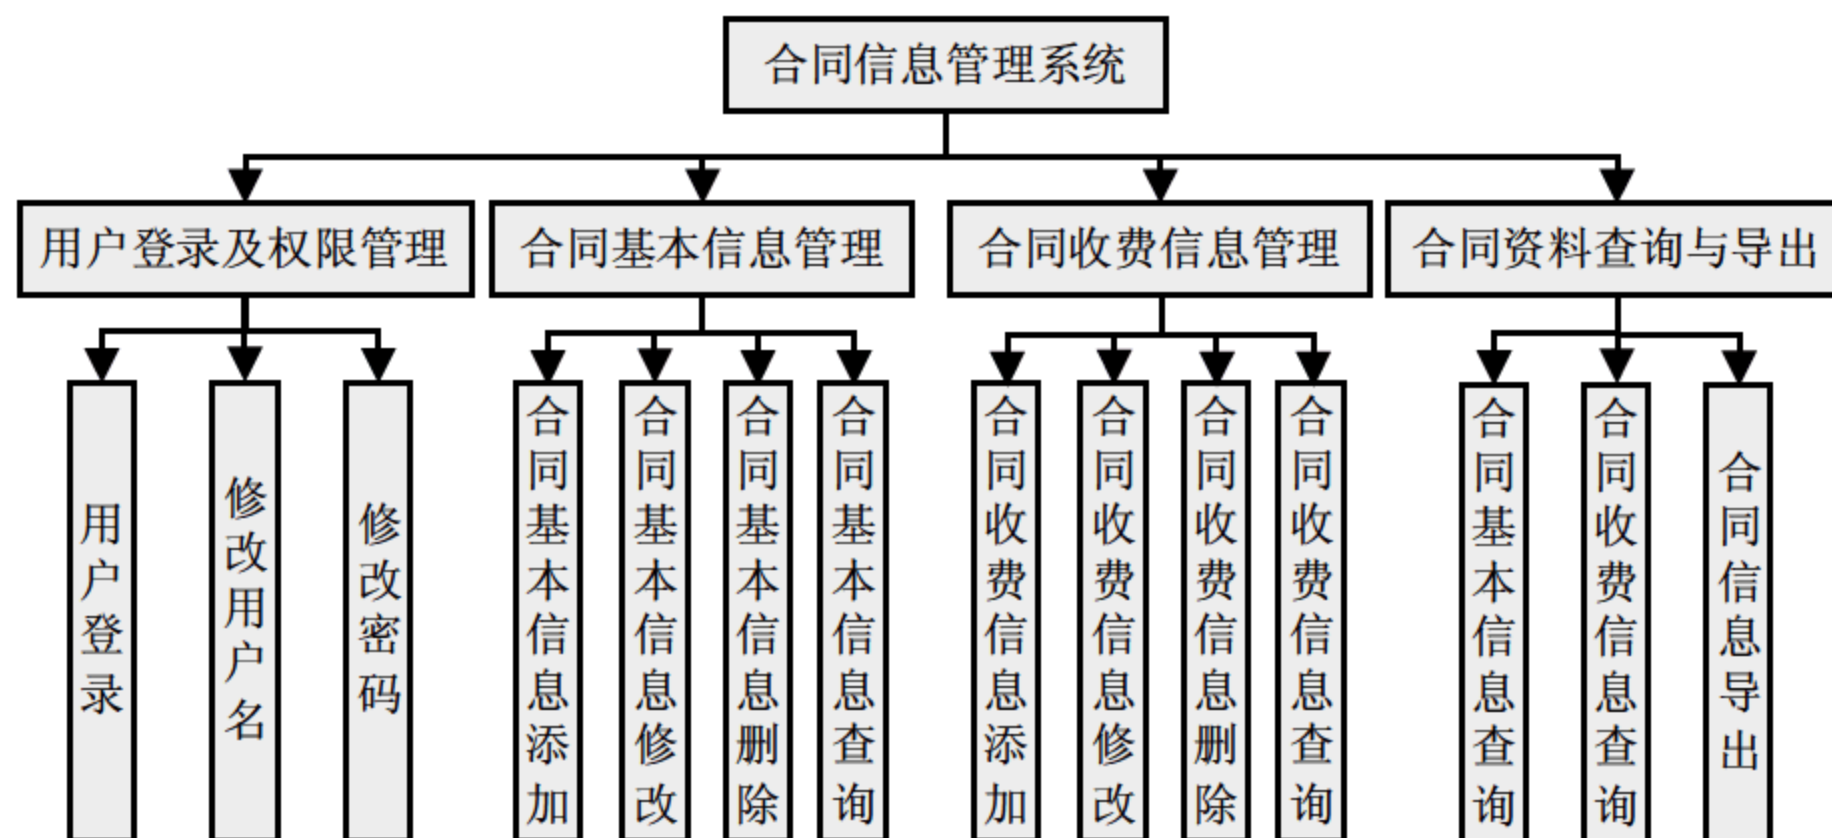 合同信息管理系统
用户登录及权限管理
合同基本信息管理
合同收费信息管理
合同资料查询与导出
用户登录
修改用户名
修改密码
合同基本信息添加
合同基本信息修改
合同基本信息删除
合同基本信息查询
合同收费信息添加
合同收费信息修改
合同收费信息删除
合同收费信息查询
合同基本信息查询
合同收费信息查询
合同信息导出